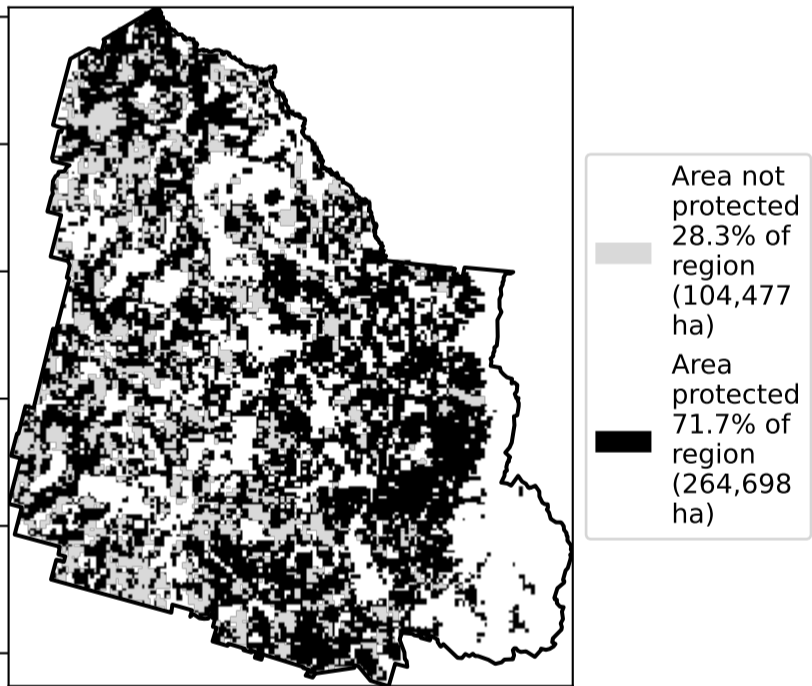 Area not
protected
28.3% of
region
(104,477
ha)
Area
protected
71.7% of
region
(264,698
ha)